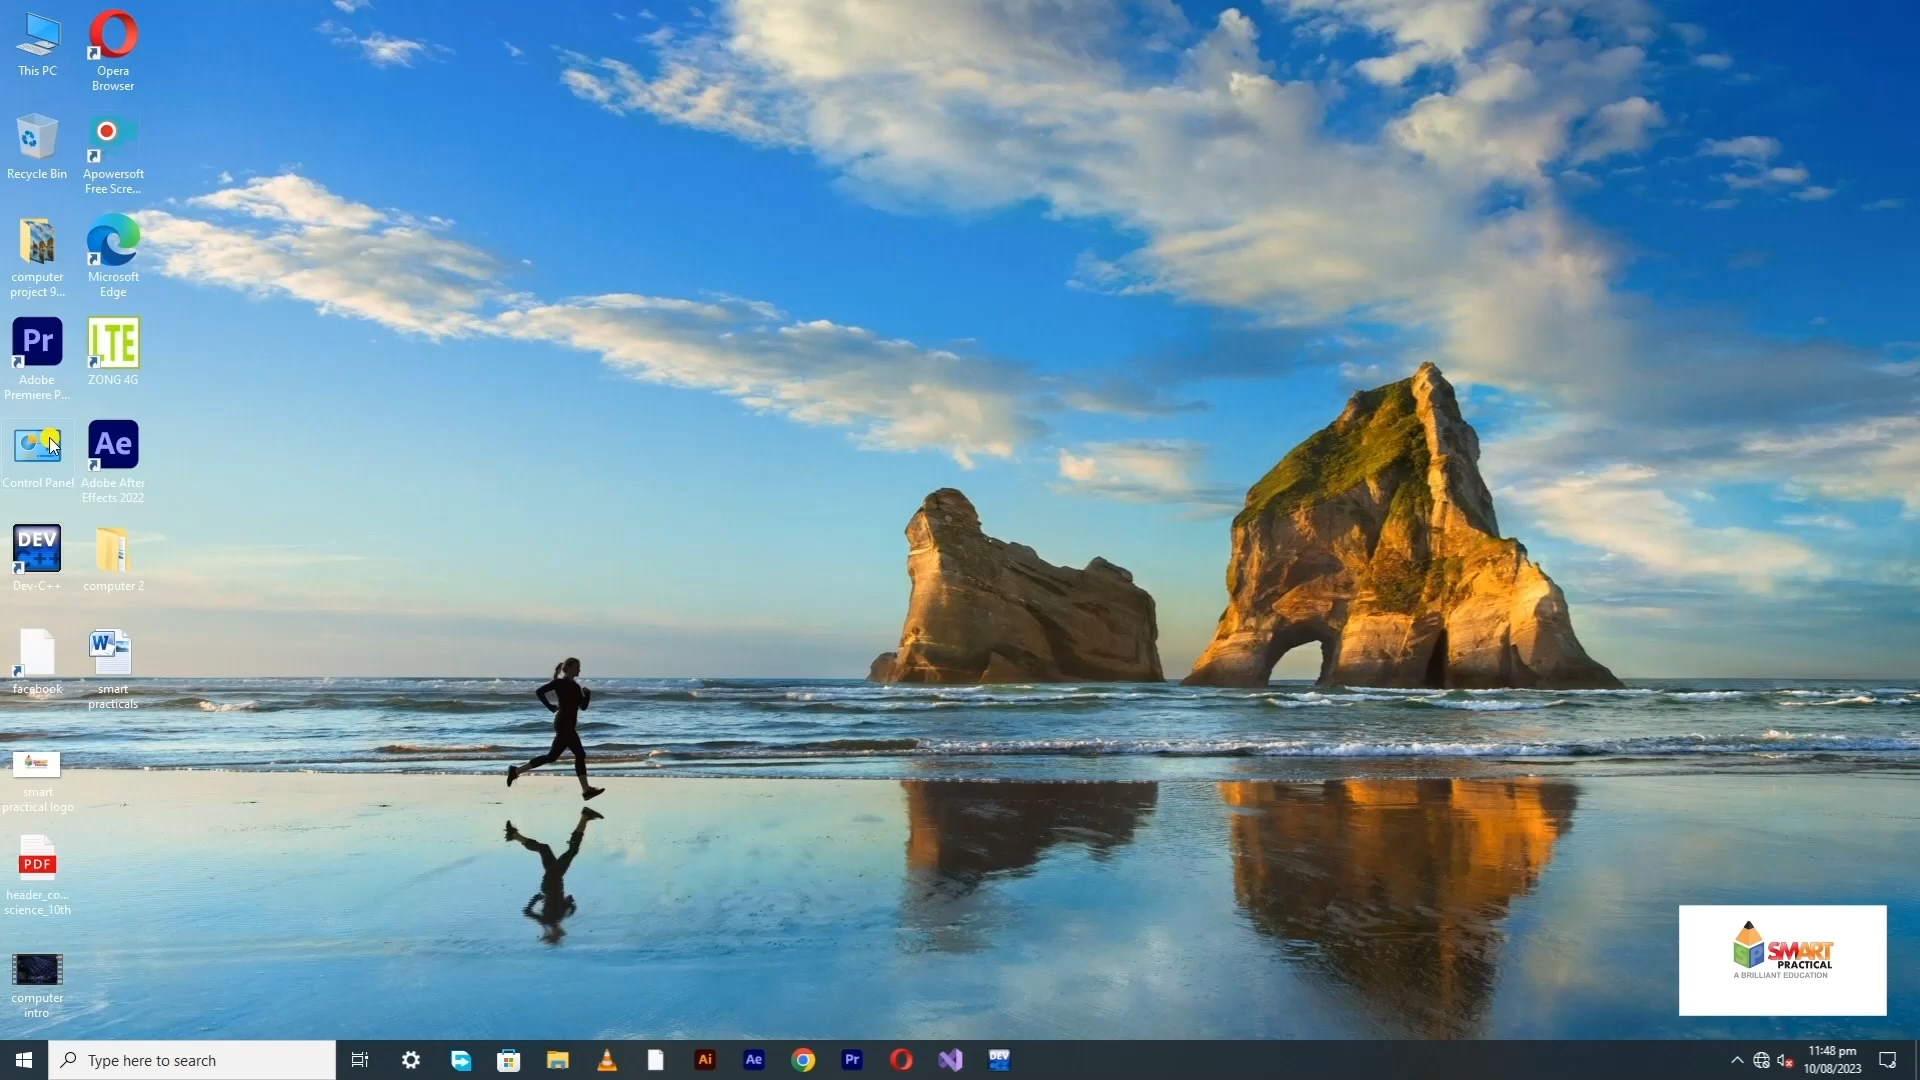 This PC
Opera
Browser
Recycle Bin
Apowersoft
Free Scre...
computer
project 9...
Microsoft
Edge
Pr
Adobe
Premiere P...
LTE
ZONG 4G
Control Panel
Ae
Adobe After
Effects 2022
DEV
C++
Dev-C++
computer 2
facebook
W
smart
practicals
smart
practical logo
PDF
header_co...
science_10th
computer
intro
SP
SMART
PRACTICAL
A BRILLIANT EDUCATION
Type here to search
Ai
Ae
Pr
DEV
11:48 pm
10/08/2023